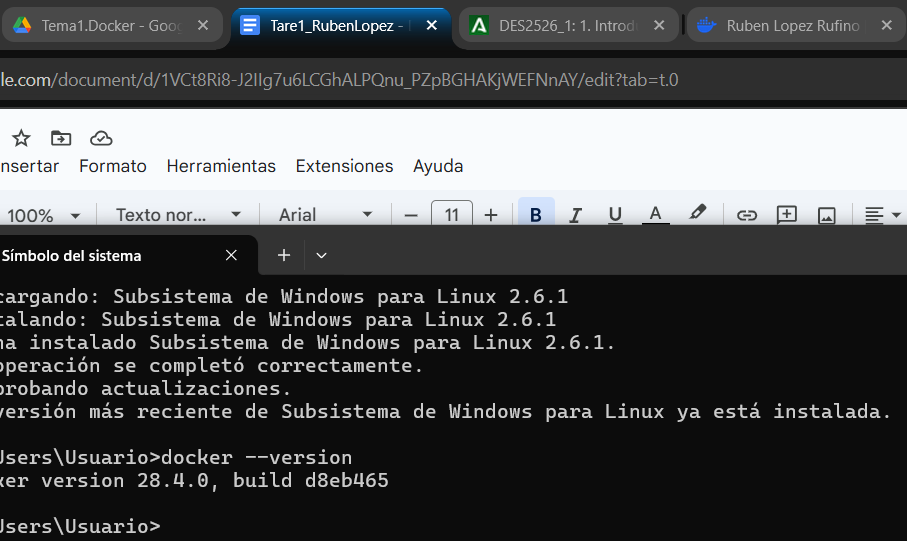 Tema1.Docker - Goo
Tare1_RubenLopez -
DES2526_1: 1. Introdu
Ruben Lopez Rufino
le.com/document/d/1VCt8Ri8-J2IIg7u6LCGhALPQnu_PZpBGHAKjWEFNnAY/edit?tab=t.0
nsertar Formato Herramientas Extensiones Ayuda
100% Texto nor... Arial 11 B I U A
Símbolo del sistema
cargando: Subsistema de Windows para Linux 2.6.1
talando: Subsistema de Windows para Linux 2.6.1
ha instalado Subsistema de Windows para Linux 2.6.1.
operación se completó correctamente.
probando actualizaciones.
versión más reciente de Subsistema de Windows para Linux ya está instalada.
Users\Usuario>docker --version
ker version 28.4.0, build d8eb465
Users\Usuario>